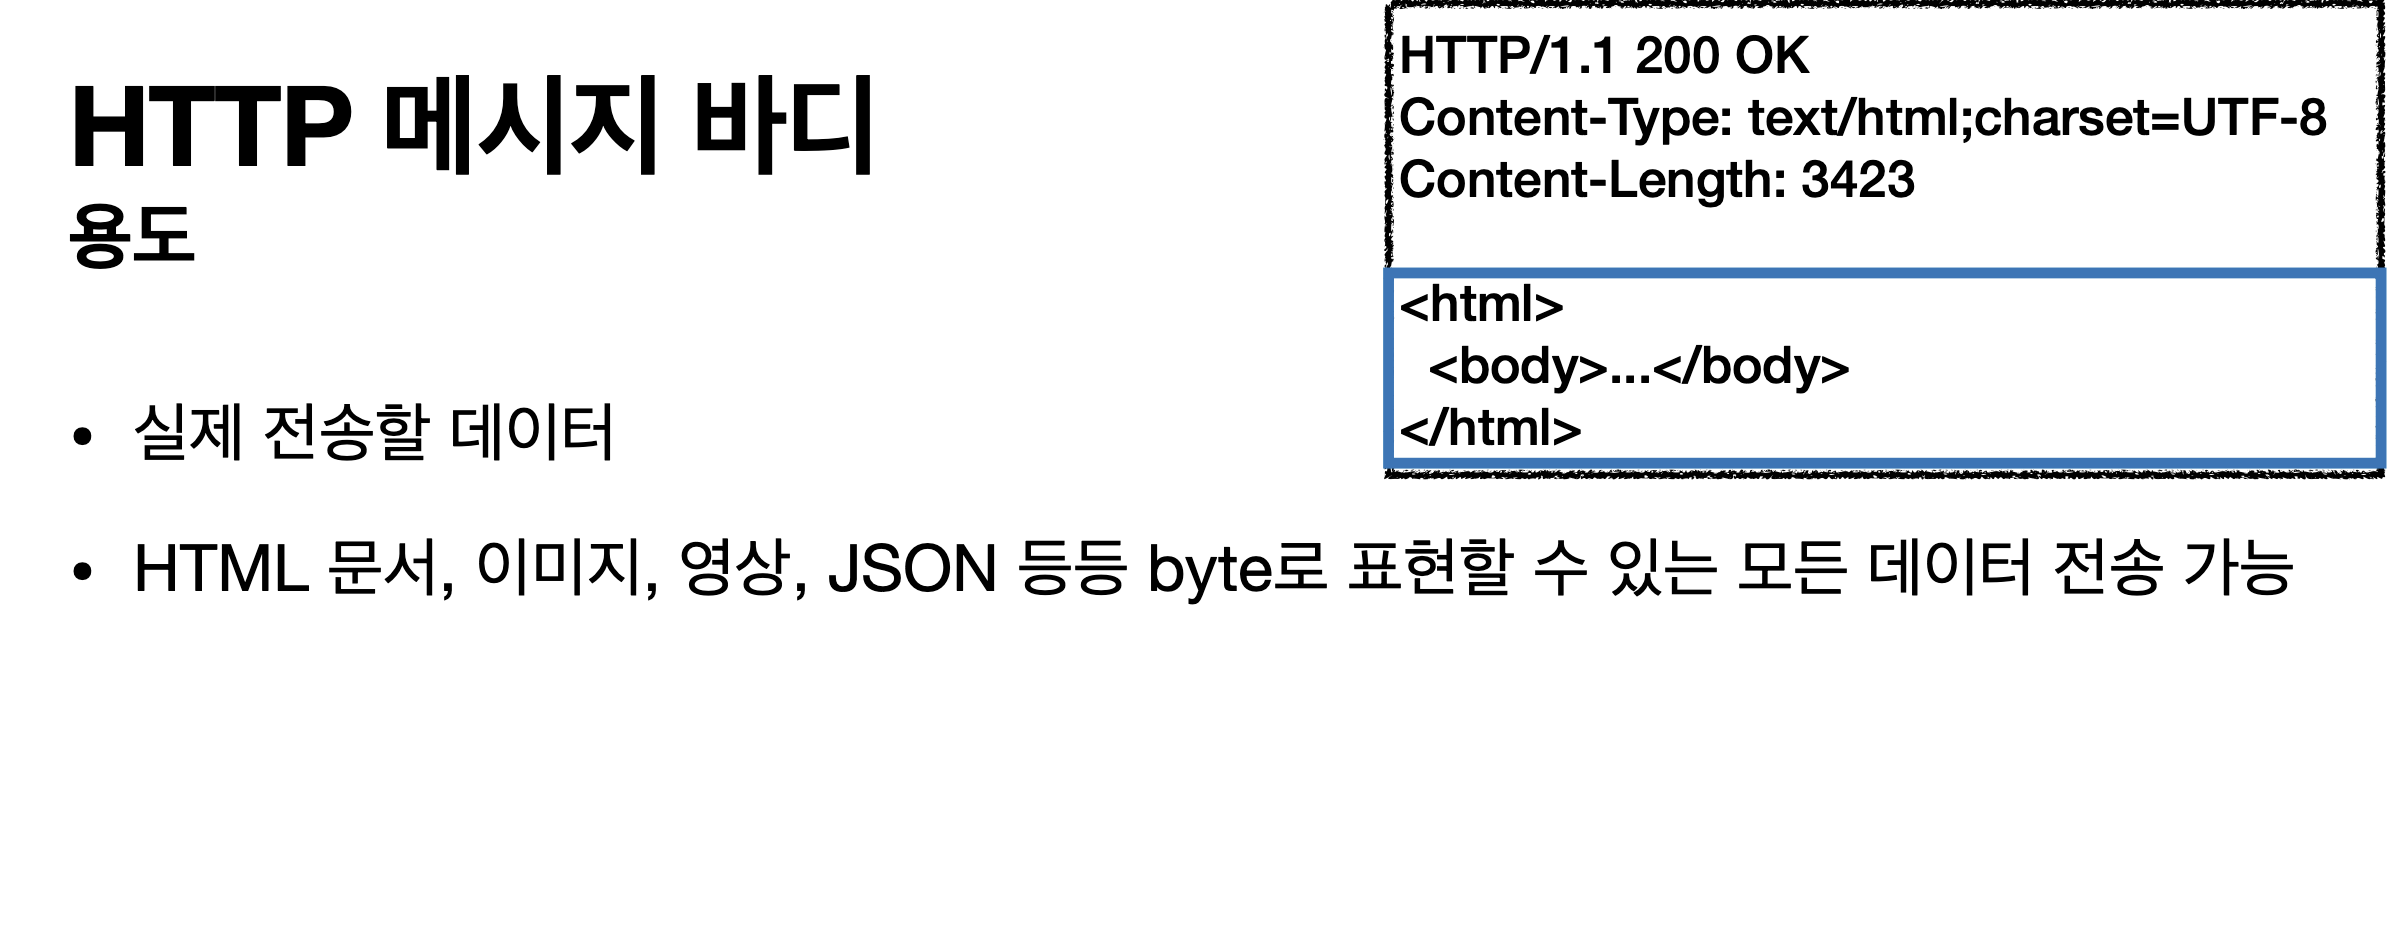 HTTP 메시지 바디
용도
HTTP/1.1 200 OK
Content-Type: text/html;charset=UTF-8
Content-Length: 3423
<html>
<body>...</body>
</html>
• 실제 전송할 데이터
• HTML 문서, 이미지, 영상, JSON 등등 byte로 표현할 수 있는 모든 데이터 전송 가능